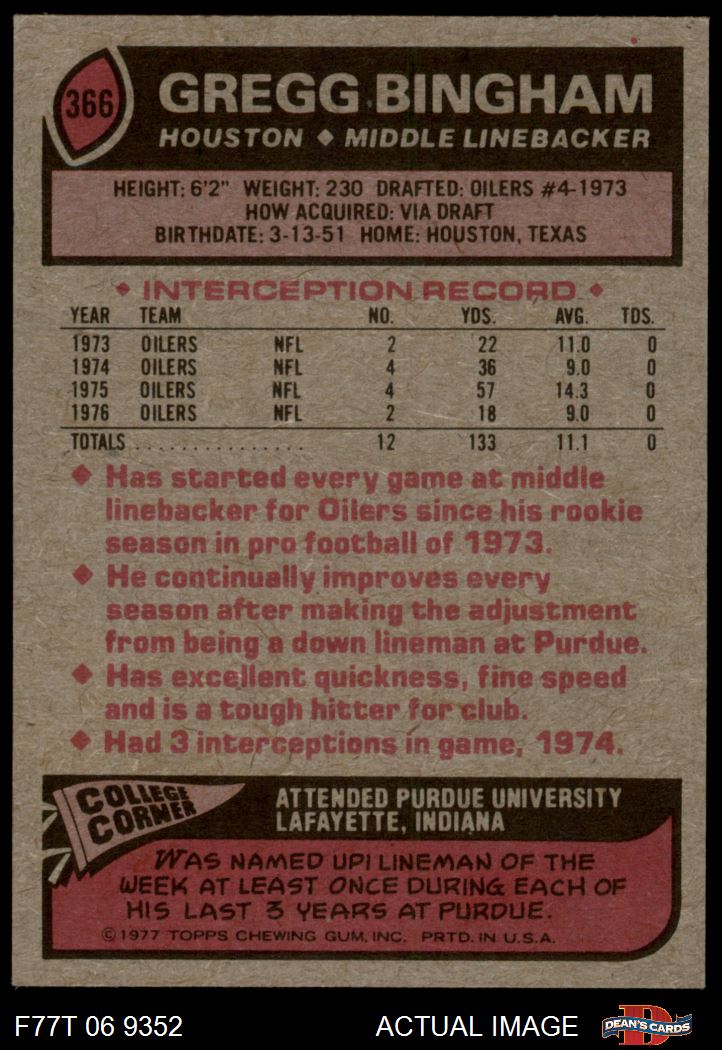 366
GREGG BINGHAM
HOUSTON ◆ MIDDLE LINEBACKER
HEIGHT: 6'2" WEIGHT: 230 DRAFTED: OILERS #4-1973
HOW ACQUIRED: VIA DRAFT
BIRTHDATE: 3-13-51 HOME: HOUSTON, TEXAS
◆ INTERCEPTION RECORD ◆
YEAR TEAM NO. YDS. AVG. TDS.
1973 OILERS NFL 2 22 11.0 0
1974 OILERS NFL 4 36 9.0 0
1975 OILERS NFL 4 57 14.3 0
1976 OILERS NFL 2 18 9.0 0
TOTALS ................ 12 133 11.1 0
◆ Has started every game at middle
linebacker for Oilers since his rookie
season in pro football of 1973.
◆ He continually improves every
season after making the adjustment
from being a down lineman at Purdue.
◆ Has excellent quickness, fine speed
and is a tough hitter for club.
◆ Had 3 interceptions in game, 1974.
COLLEGE
CORNER
ATTENDED PURDUE UNIVERSITY
LAFAYETTE, INDIANA
WAS NAMED UPI LINEMAN OF THE
WEEK AT LEAST ONCE DURING EACH OF
HIS LAST 3 YEARS AT PURDUE.
© 1977 TOPPS CHEWING GUM, INC. PRTD. IN U.S.A.
F77T 06 9352
ACTUAL IMAGE
D
DEAN'S CARDS